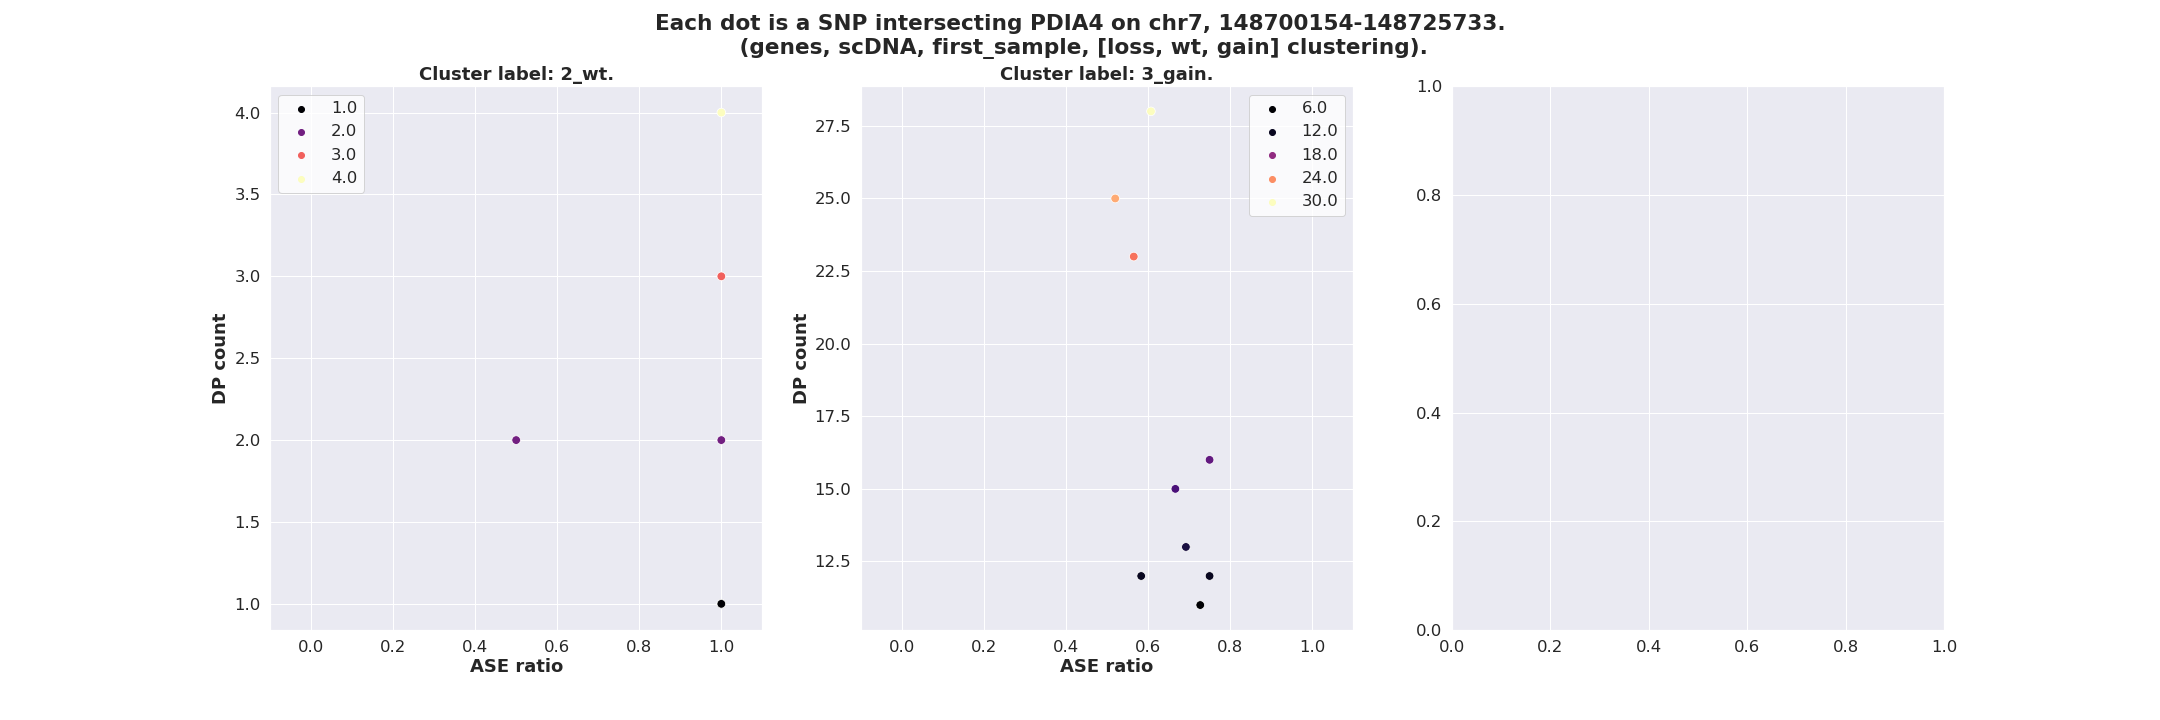 Each dot is a SNP intersecting PDIA4 on chr7, 148700154-148725733.
(genes, scDNA, first_sample, [loss, wt, gain] clustering).
Cluster label: 2_wt.
4.0
3.5
3.0
2.5
2.0
1.5
1.0
DP count
1.0
2.0
3.0
4.0
0.0 0.2 0.4 0.6 0.8 1.0
ASE ratio
Cluster label: 3_gain.
27.5
25.0
22.5
20.0
17.5
15.0
12.5
DP count
6.0
12.0
18.0
24.0
30.0
0.0 0.2 0.4 0.6 0.8 1.0
ASE ratio
1.0
0.8
0.6
0.4
0.2
0.0
0.0 0.2 0.4 0.6 0.8 1.0